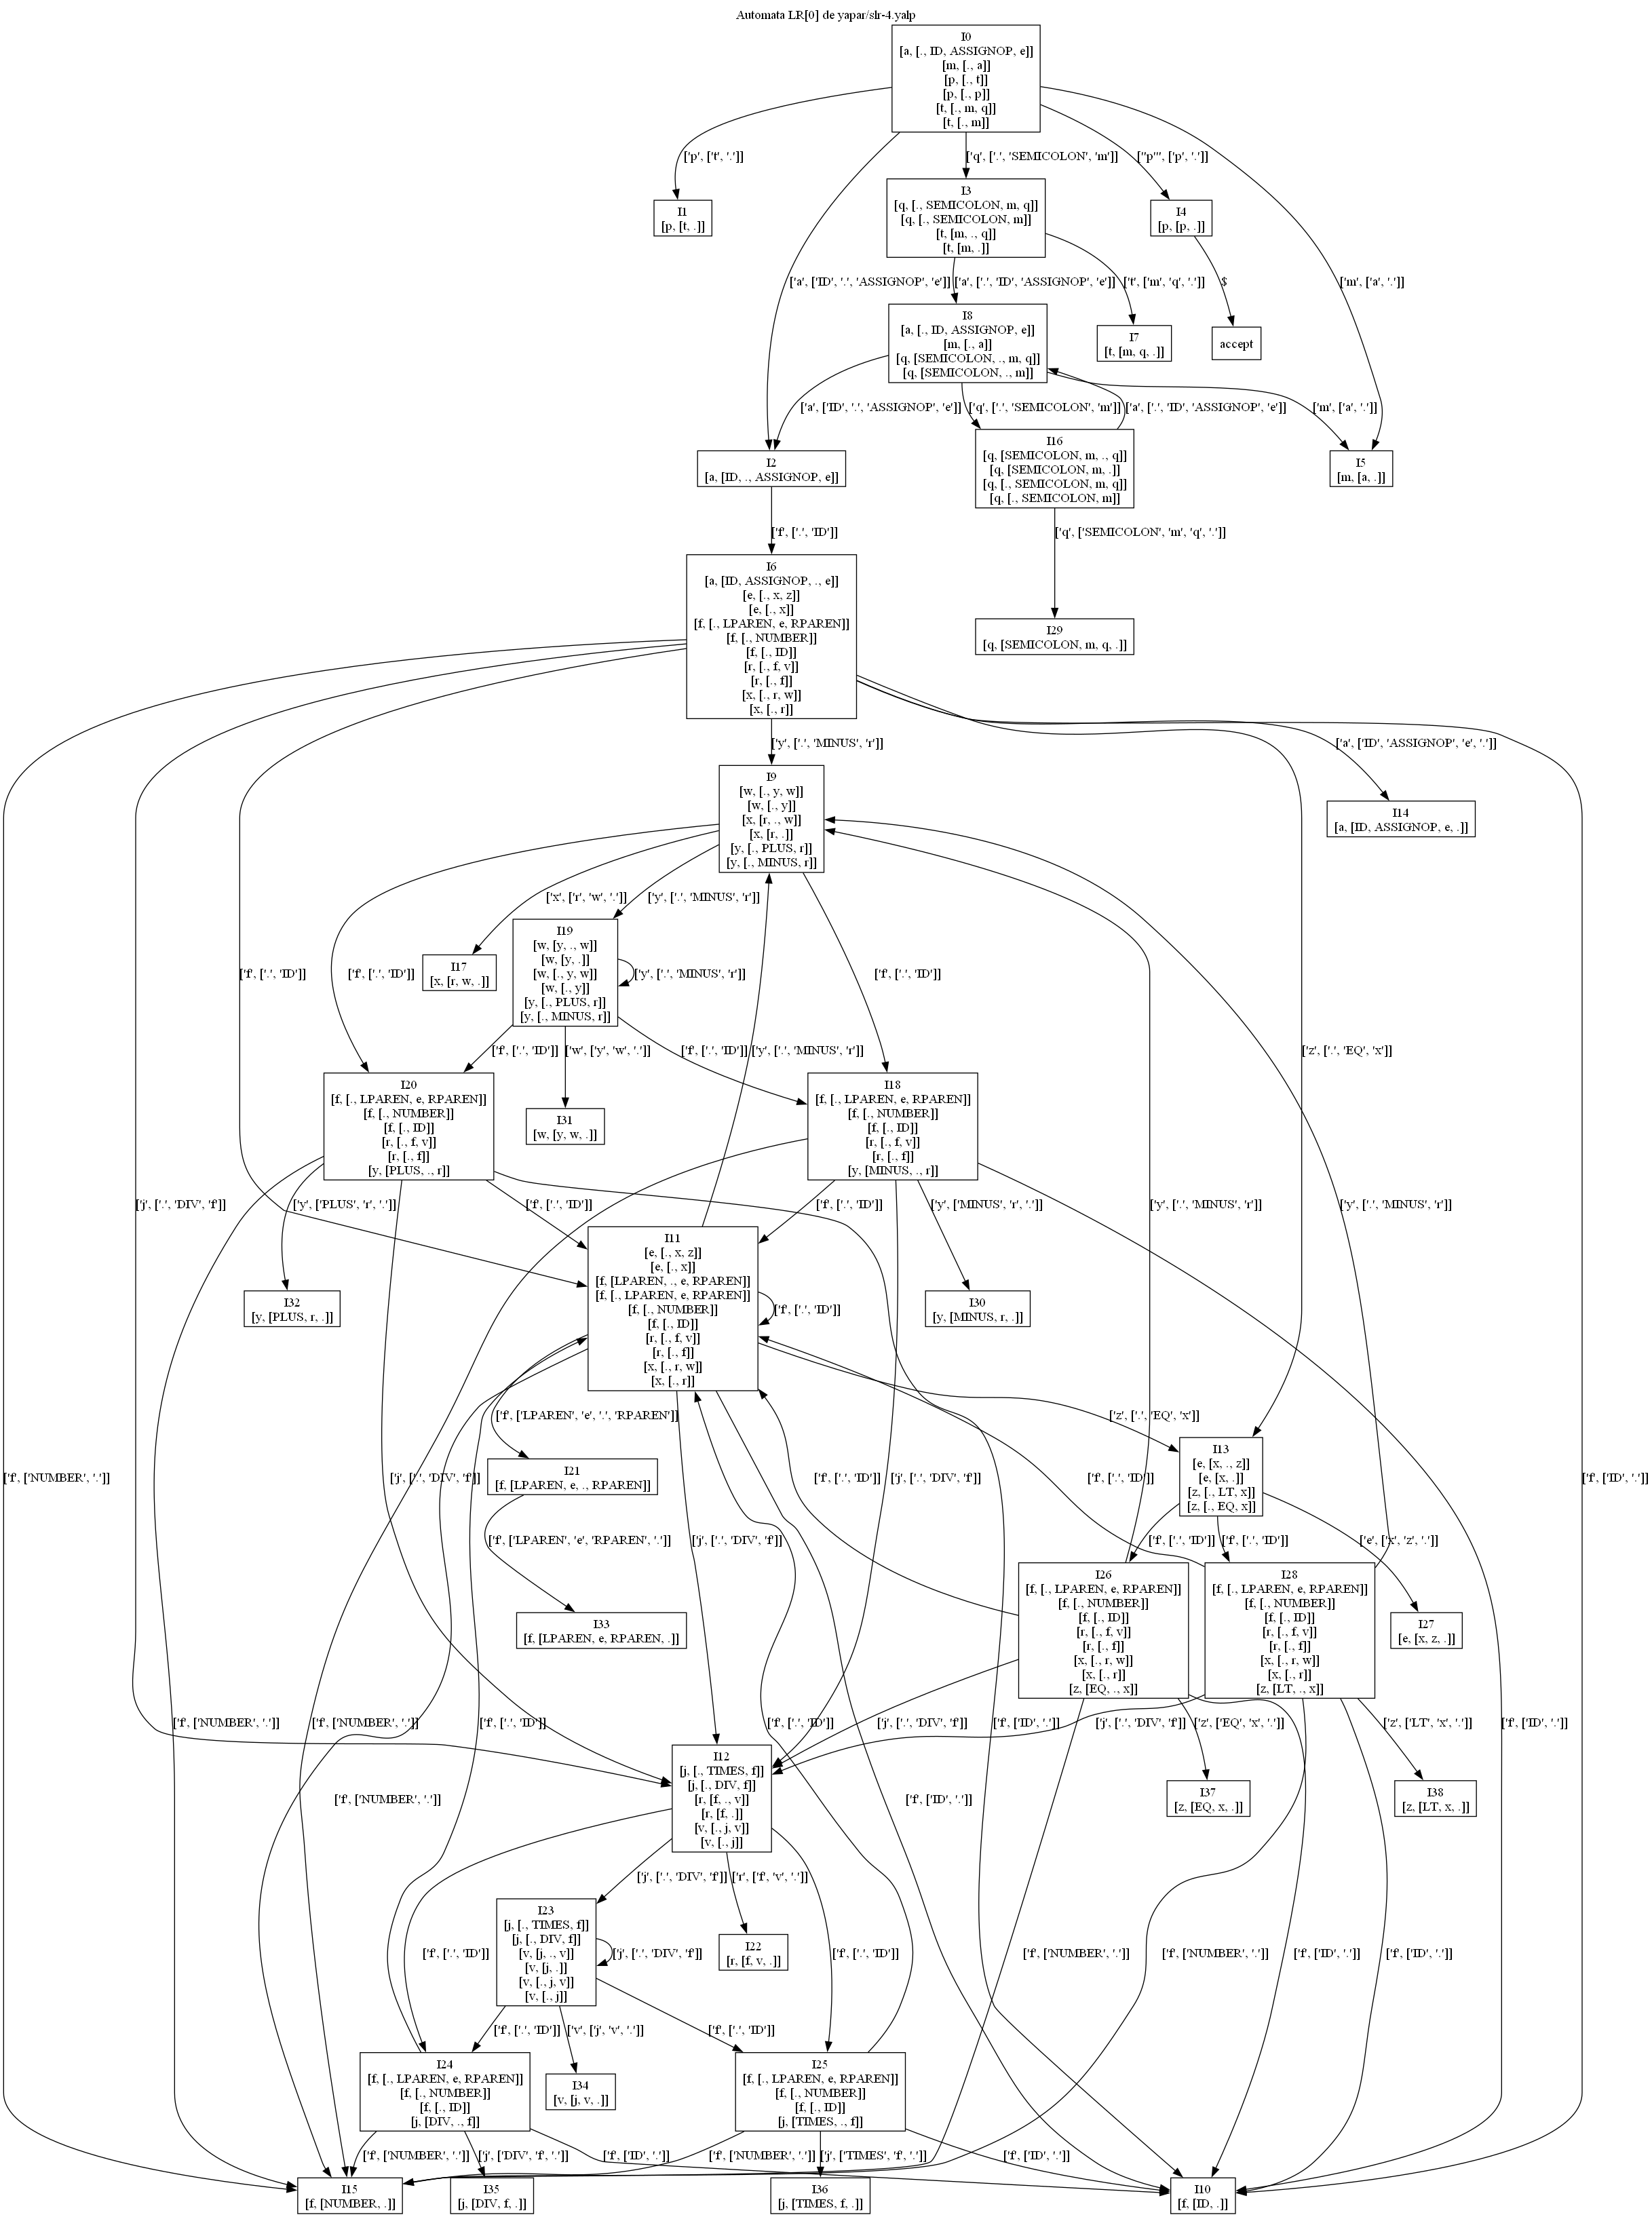 Automata LR[0] de yapar/slr-4.yalp
I0
[a, [., ID, ASSIGNOP, e]]
[m, [., a]]
[p, [., t]]
[p, [., p]]
[t, [., m, q]]
[t, [., m]]
['p', ['t', '.']]
['q', ['.', 'SEMICOLON', 'm']]
["p'", ['p', '.']]
I1
[p, [t, .]]
I3
[q, [., SEMICOLON, m, q]]
[q, [., SEMICOLON, m]]
[t, [m, ., q]]
[t, [m, .]]
I4
[p, [p, .]]
['a', ['ID', '.', 'ASSIGNOP', 'e']]
['a', ['.', 'ID', 'ASSIGNOP', 'e']]
['t', ['m', 'q', '.']]
$
['m', ['a', '.']]
I8
[a, [., ID, ASSIGNOP, e]]
[m, [., a]]
[q, [SEMICOLON, ., m, q]]
[q, [SEMICOLON, ., m]]
I7
[t, [m, q, .]]
accept
['a', ['ID', '.', 'ASSIGNOP', 'e']]
['q', ['.', 'SEMICOLON', 'm']]
['a', ['.', 'ID', 'ASSIGNOP', 'e']]
['m', ['a', '.']]
I2
[a, [ID, ., ASSIGNOP, e]]
I16
[q, [SEMICOLON, m, ., q]]
[q, [SEMICOLON, m, .]]
[q, [., SEMICOLON, m, q]]
[q, [., SEMICOLON, m]]
I5
[m, [a, .]]
['f', ['.', 'ID']]
['q', ['SEMICOLON', 'm', 'q', '.']]
I6
[a, [ID, ASSIGNOP, ., e]]
[e, [., x, z]]
[e, [., x]]
[f, [., LPAREN, e, RPAREN]]
[f, [., NUMBER]]
[f, [., ID]]
[r, [., f, v]]
[r, [., f]]
[x, [., r, w]]
[x, [., r]]
I29
[q, [SEMICOLON, m, q, .]]
['y', ['.', 'MINUS', 'r']]
['a', ['ID', 'ASSIGNOP', 'e', '.']]
I9
[w, [., y, w]]
[w, [., y]]
[x, [r, ., w]]
[x, [r, .]]
[y, [., PLUS, r]]
[y, [., MINUS, r]]
I14
[a, [ID, ASSIGNOP, e, .]]
['x', ['r', 'w', '.']]
['y', ['.', 'MINUS', 'r']]
['f', ['.', 'ID']]
['f', ['.', 'ID']]
['f', ['.', 'ID']]
I17
[x, [r, w, .]]
I19
[w, [y, ., w]]
[w, [y, .]]
[w, [., y, w]]
[w, [., y]]
[y, [., PLUS, r]]
[y, [., MINUS, r]]
['y', ['.', 'MINUS', 'r']]
['f', ['.', 'ID']]
['w', ['y', 'w', '.']]
['f', ['.', 'ID']]
['y', ['.', 'MINUS', 'r']]
['z', ['.', 'EQ', 'x']]
I20
[f, [., LPAREN, e, RPAREN]]
[f, [., NUMBER]]
[f, [., ID]]
[r, [., f, v]]
[r, [., f]]
[y, [PLUS, ., r]]
I31
[w, [y, w, .]]
I18
[f, [., LPAREN, e, RPAREN]]
[f, [., NUMBER]]
[f, [., ID]]
[r, [., f, v]]
[r, [., f]]
[y, [MINUS, ., r]]
['j', ['.', 'DIV', 'f']]
['y', ['PLUS', 'r', '.']]
['f', ['.', 'ID']]
['f', ['.', 'ID']]
['y', ['MINUS', 'r', '.']]
['y', ['.', 'MINUS', 'r']]
['y', ['.', 'MINUS', 'r']]
I32
[y, [PLUS, r, .]]
I11
[e, [., x, z]]
[e, [., x]]
[f, [LPAREN, ., e, RPAREN]]
[f, [., LPAREN, e, RPAREN]]
[f, [., NUMBER]]
[f, [., ID]]
[r, [., f, v]]
[r, [., f]]
[x, [., r, w]]
[x, [., r]]
['f', ['.', 'ID']]
I30
[y, [MINUS, r, .]]
['f', ['LPAREN', 'e', '.', 'RPAREN']]
['z', ['.', 'EQ', 'x']]
['f', ['NUMBER', '.']]
['j', ['.', 'DIV', 'f']]
I21
[f, [LPAREN, e, ., RPAREN]]
['f', ['.', 'ID']]
['j', ['.', 'DIV', 'f']]
['f', ['.', 'ID']]
I13
[e, [x, ., z]]
[e, [x, .]]
[z, [., LT, x]]
[z, [., EQ, x]]
['f', ['ID', '.']]
['f', ['LPAREN', 'e', 'RPAREN', '.']]
['j', ['.', 'DIV', 'f']]
['f', ['.', 'ID']]
['f', ['.', 'ID']]
['e', ['x', 'z', '.']]
I33
[f, [LPAREN, e, RPAREN, .]]
I26
[f, [., LPAREN, e, RPAREN]]
[f, [., NUMBER]]
[f, [., ID]]
[r, [., f, v]]
[r, [., f]]
[x, [., r, w]]
[x, [., r]]
[z, [EQ, ., x]]
I28
[f, [., LPAREN, e, RPAREN]]
[f, [., NUMBER]]
[f, [., ID]]
[r, [., f, v]]
[r, [., f]]
[x, [., r, w]]
[x, [., r]]
[z, [LT, ., x]]
I27
[e, [x, z, .]]
['f', ['NUMBER', '.']]
['f', ['NUMBER', '.']]
['f', ['.', 'ID']]
['f', ['.', 'ID']]
['j', ['.', 'DIV', 'f']]
['f', ['ID', '.']]
['j', ['.', 'DIV', 'f']]
['z', ['EQ', 'x', '.']]
['z', ['LT', 'x', '.']]
['f', ['ID', '.']]
I12
[j, [., TIMES, f]]
[j, [., DIV, f]]
[r, [f, ., v]]
[r, [f, .]]
[v, [., j, v]]
[v, [., j]]
I37
[z, [EQ, x, .]]
I38
[z, [LT, x, .]]
['f', ['NUMBER', '.']]
['f', ['ID', '.']]
['j', ['.', 'DIV', 'f']]
['r', ['f', 'v', '.']]
I23
[j, [., TIMES, f]]
[j, [., DIV, f]]
[v, [j, ., v]]
[v, [j, .]]
[v, [., j, v]]
[v, [., j]]
I22
[r, [f, v, .]]
['f', ['.', 'ID']]
['j', ['.', 'DIV', 'f']]
['f', ['.', 'ID']]
['f', ['NUMBER', '.']]
['f', ['NUMBER', '.']]
['f', ['ID', '.']]
['f', ['ID', '.']]
['f', ['.', 'ID']]
['v', ['j', 'v', '.']]
['f', ['.', 'ID']]
I24
[f, [., LPAREN, e, RPAREN]]
[f, [., NUMBER]]
[f, [., ID]]
[j, [DIV, ., f]]
I34
[v, [j, v, .]]
I25
[f, [., LPAREN, e, RPAREN]]
[f, [., NUMBER]]
[f, [., ID]]
[j, [TIMES, ., f]]
['f', ['NUMBER', '.']]
['j', ['DIV', 'f', '.']]
['f', ['ID', '.']]
['f', ['NUMBER', '.']]
['j', ['TIMES', 'f', '.']]
['f', ['ID', '.']]
I15
[f, [NUMBER, .]]
I35
[j, [DIV, f, .]]
I36
[j, [TIMES, f, .]]
I10
[f, [ID, .]]